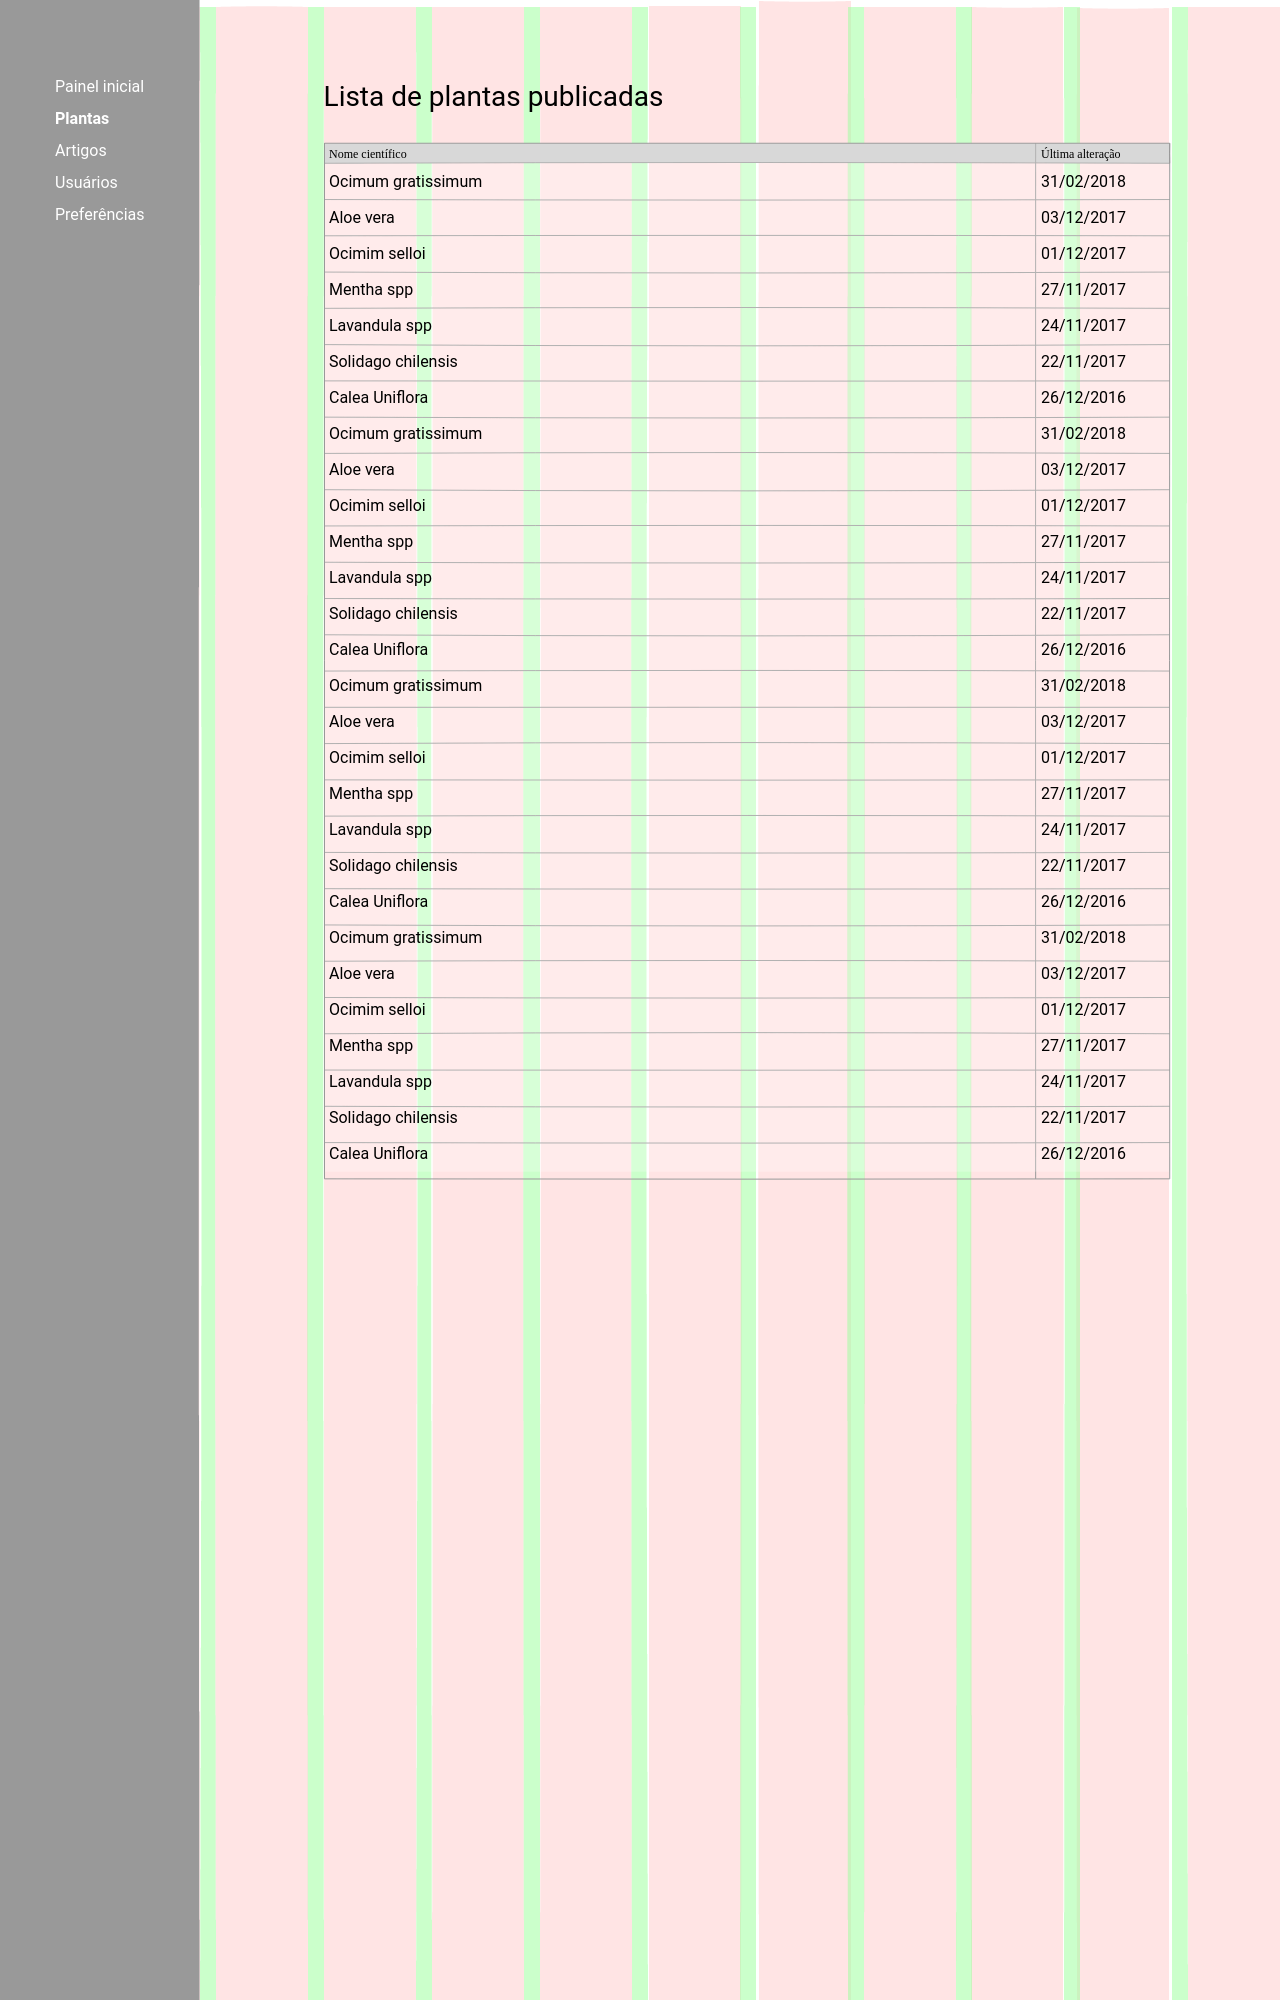 Painel inicial
Plantas
Artigos
Usuários
Preferências
Lista de plantas publicadas
Nome científico Última alteração
Ocimum gratissimum 31/02/2018
Aloe vera 03/12/2017
Ocimim selloi 01/12/2017
Mentha spp 27/11/2017
Lavandula spp 24/11/2017
Solidago chilensis 22/11/2017
Calea Uniflora 26/12/2016
Ocimum gratissimum 31/02/2018
Aloe vera 03/12/2017
Ocimim selloi 01/12/2017
Mentha spp 27/11/2017
Lavandula spp 24/11/2017
Solidago chilensis 22/11/2017
Calea Uniflora 26/12/2016
Ocimum gratissimum 31/02/2018
Aloe vera 03/12/2017
Ocimim selloi 01/12/2017
Mentha spp 27/11/2017
Lavandula spp 24/11/2017
Solidago chilensis 22/11/2017
Calea Uniflora 26/12/2016
Ocimum gratissimum 31/02/2018
Aloe vera 03/12/2017
Ocimim selloi 01/12/2017
Mentha spp 27/11/2017
Lavandula spp 24/11/2017
Solidago chilensis 22/11/2017
Calea Uniflora 26/12/2016